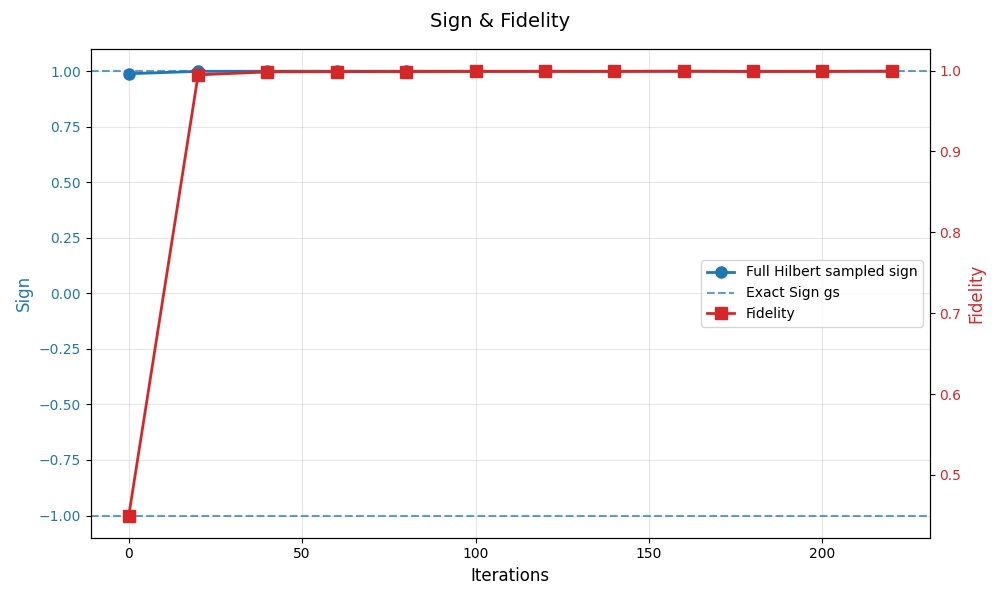 Sign & Fidelity
1.00
0.75
0.50
0.25
0.00
−0.25
−0.50
−0.75
−1.00
Sign
1.0
0.9
0.8
0.7
0.6
0.5
Fidelity
Full Hilbert sampled sign
Exact Sign gs
Fidelity
0
50
100
150
200
Iterations